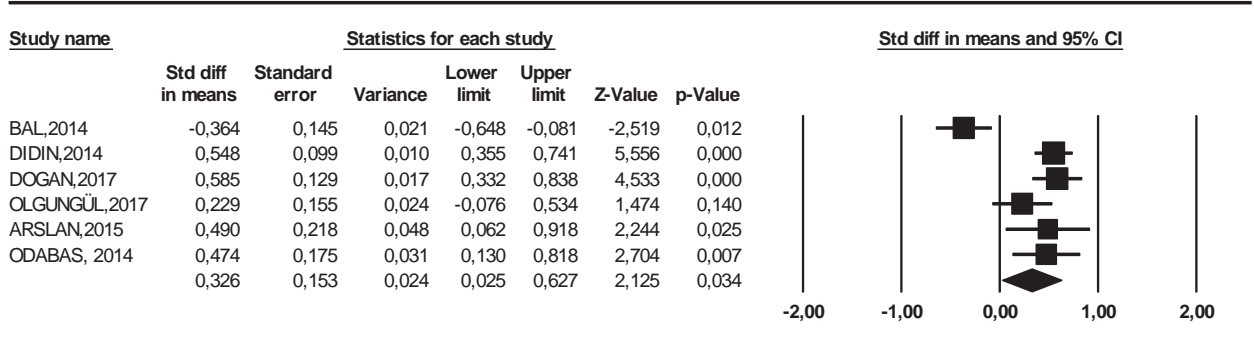 Study name Statistics for each study Std diff in means and 95% CI
Std diff Standard Lower Upper
in means error Variance limit limit Z-Value p-Value
BAL,2014 -0,364 0,145 0,021 -0,648 -0,081 -2,519 0,012
DIDIN,2014 0,548 0,099 0,010 0,355 0,741 5,556 0,000
DOGAN,2017 0,585 0,129 0,017 0,332 0,838 4,533 0,000
OLGUNGÜL,2017 0,229 0,155 0,024 -0,076 0,534 1,474 0,140
ARSLAN,2015 0,490 0,218 0,048 0,062 0,918 2,244 0,025
ODABAS, 2014 0,474 0,175 0,031 0,130 0,818 2,704 0,007
0,326 0,153 0,024 0,025 0,627 2,125 0,034
-2,00 -1,00 0,00 1,00 2,00